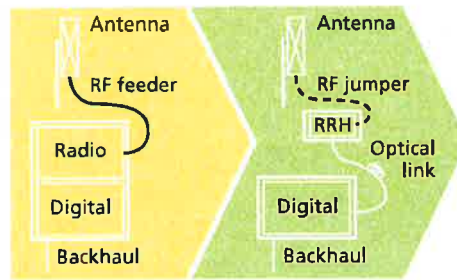 Antenna
RF feeder
Radio
Digital
Backhaul
Antenna
RF jumper
RRH
Optical
link
Digital
Backhaul